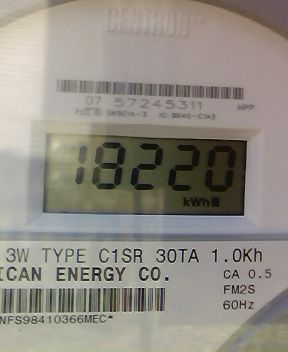 CENTRON®
07 57245311 HPP
18220
kWh
3W TYPE C1SR 30TA 1.0Kh
ICAN ENERGY CO. CA 0.5
FM2S
NFS98410366MEC* 60Hz